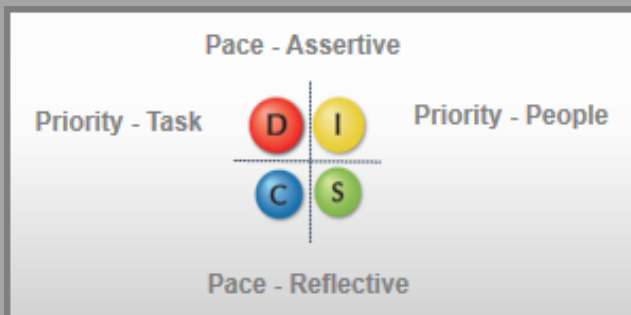 Pace - Assertive
Priority - Task
D I
Priority - People
C S
Pace - Reflective